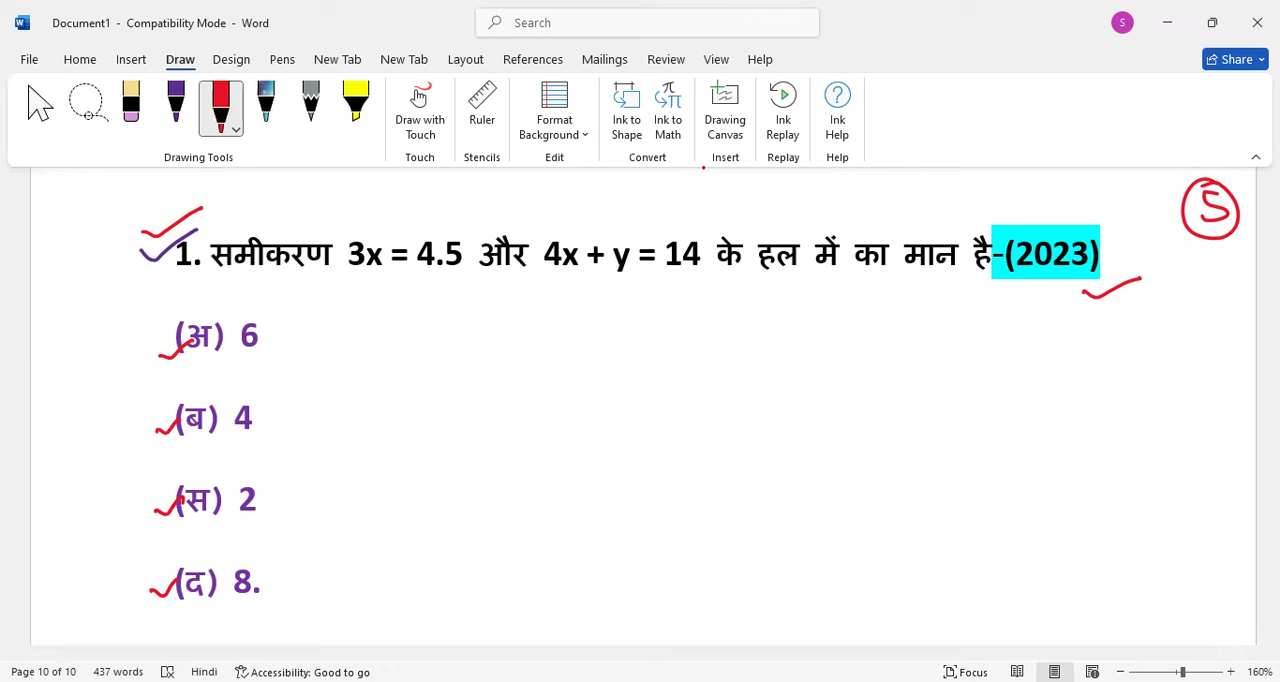 Document1 - Compatibility Mode - Word
Search
S
File Home Insert Draw Design Pens New Tab New Tab Layout References Mailings Review View Help
Share
Draw with Touch
Ruler
Format Background
Ink to Shape
Ink to Math
Drawing Canvas
Ink Replay
Ink Help
Drawing Tools Touch Stencils Edit Convert Insert Replay Help
5
1. समीकरण 3x = 4.5 और 4x + y = 14 के हल में का मान है-(2023)
(अ) 6
(ब) 4
(स) 2
(द) 8.
Page 10 of 10 437 words Hindi Accessibility: Good to go Focus 160%